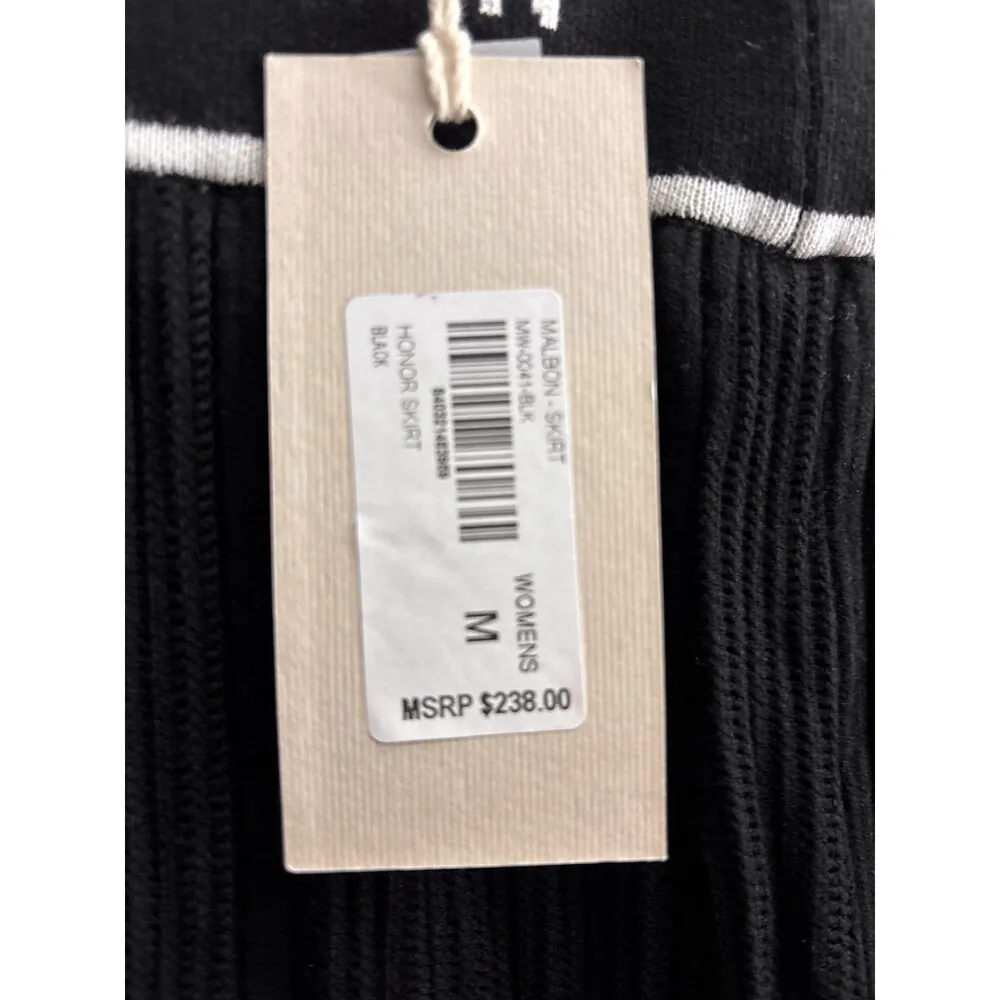 MALBON - SKIRT
MW-0041-BLK
HONOR SKIRT
BLACK
WOMENS
M
MSRP $238.00